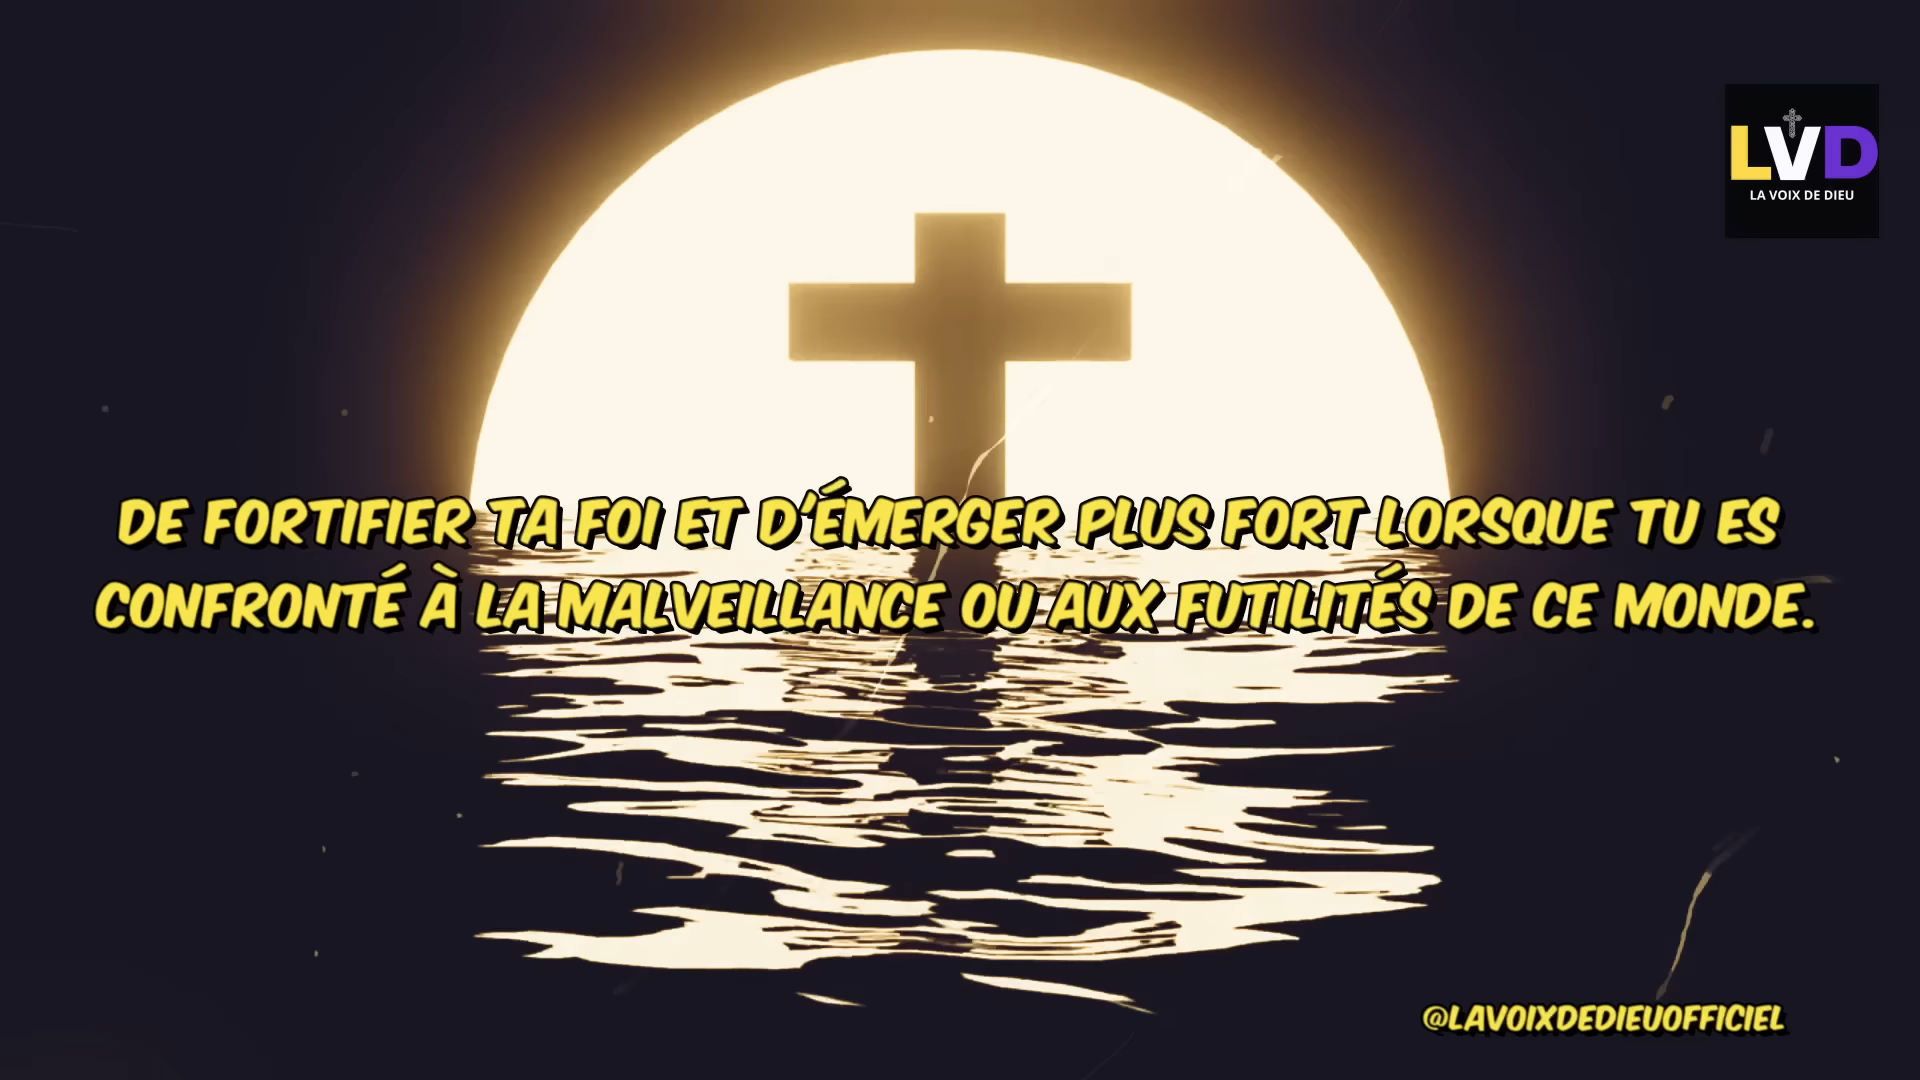 LVD
LA VOIX DE DIEU
DE FORTIFIER TA FOI ET D'ÉMERGER PLUS FORT LORSQUE TU ES
CONFRONTÉ À LA MALVEILLANCE OU AUX FUTILITÉS DE CE MONDE.
@LAVOIXDEDIEUOFFICIEL